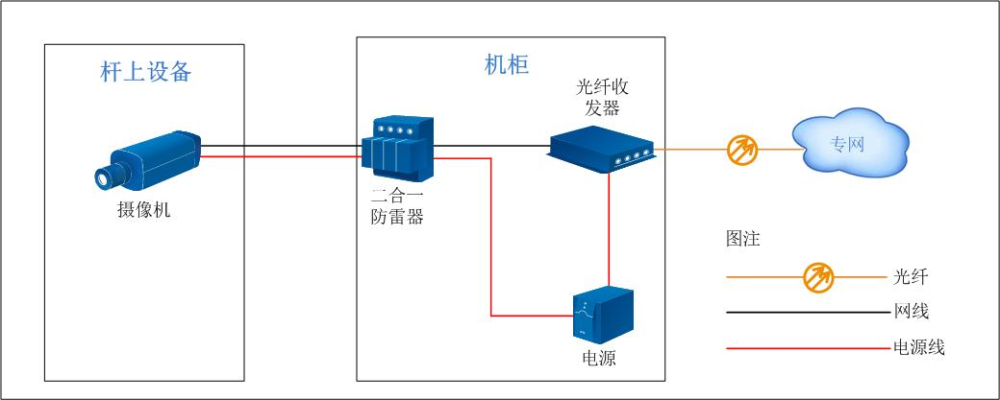 杆上设备
摄像机
机柜
光纤收
发器
二合一
防雷器
电源
专网
图注
光纤
网线
电源线